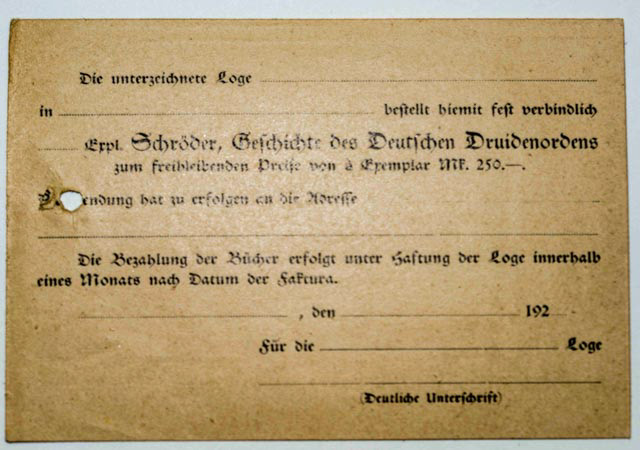 Die unterzeichnete Loge
in bestellt hiemit fest verbindlich
Expl. Schröder, Geschichte des Deutschen Druidenordens
zum freibleibenden Preise von à Exemplar Mk. 250.—.
endung hat zu erfolgen an die Adresse
Die Bezahlung der Bücher erfolgt unter Haftung der Loge innerhalb
eines Monats nach Datum der Faktura.
, den 192
Für die Loge
(Deutliche Unterschrift)